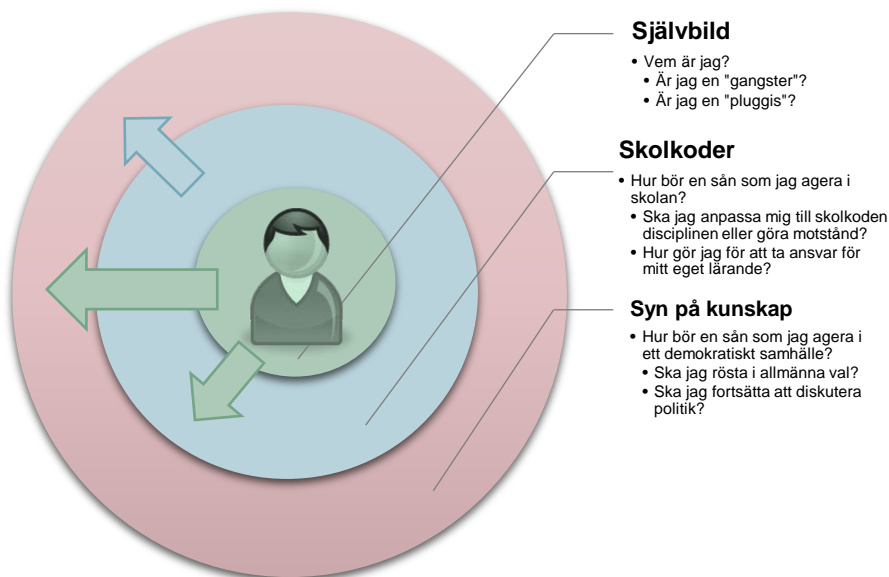 Självbild
• Vem är jag?
• Är jag en "gangster"?
• Är jag en "pluggis"?
Skolkoder
• Hur bör en sån som jag agera i
skolan?
• Ska jag anpassa mig till skolkoden
disciplinen eller göra motstånd?
• Hur gör jag för att ta ansvar för
mitt eget lärande?
Syn på kunskap
• Hur bör en sån som jag agera i
ett demokratiskt samhälle?
• Ska jag rösta i allmänna val?
• Ska jag fortsätta att diskutera
politik?